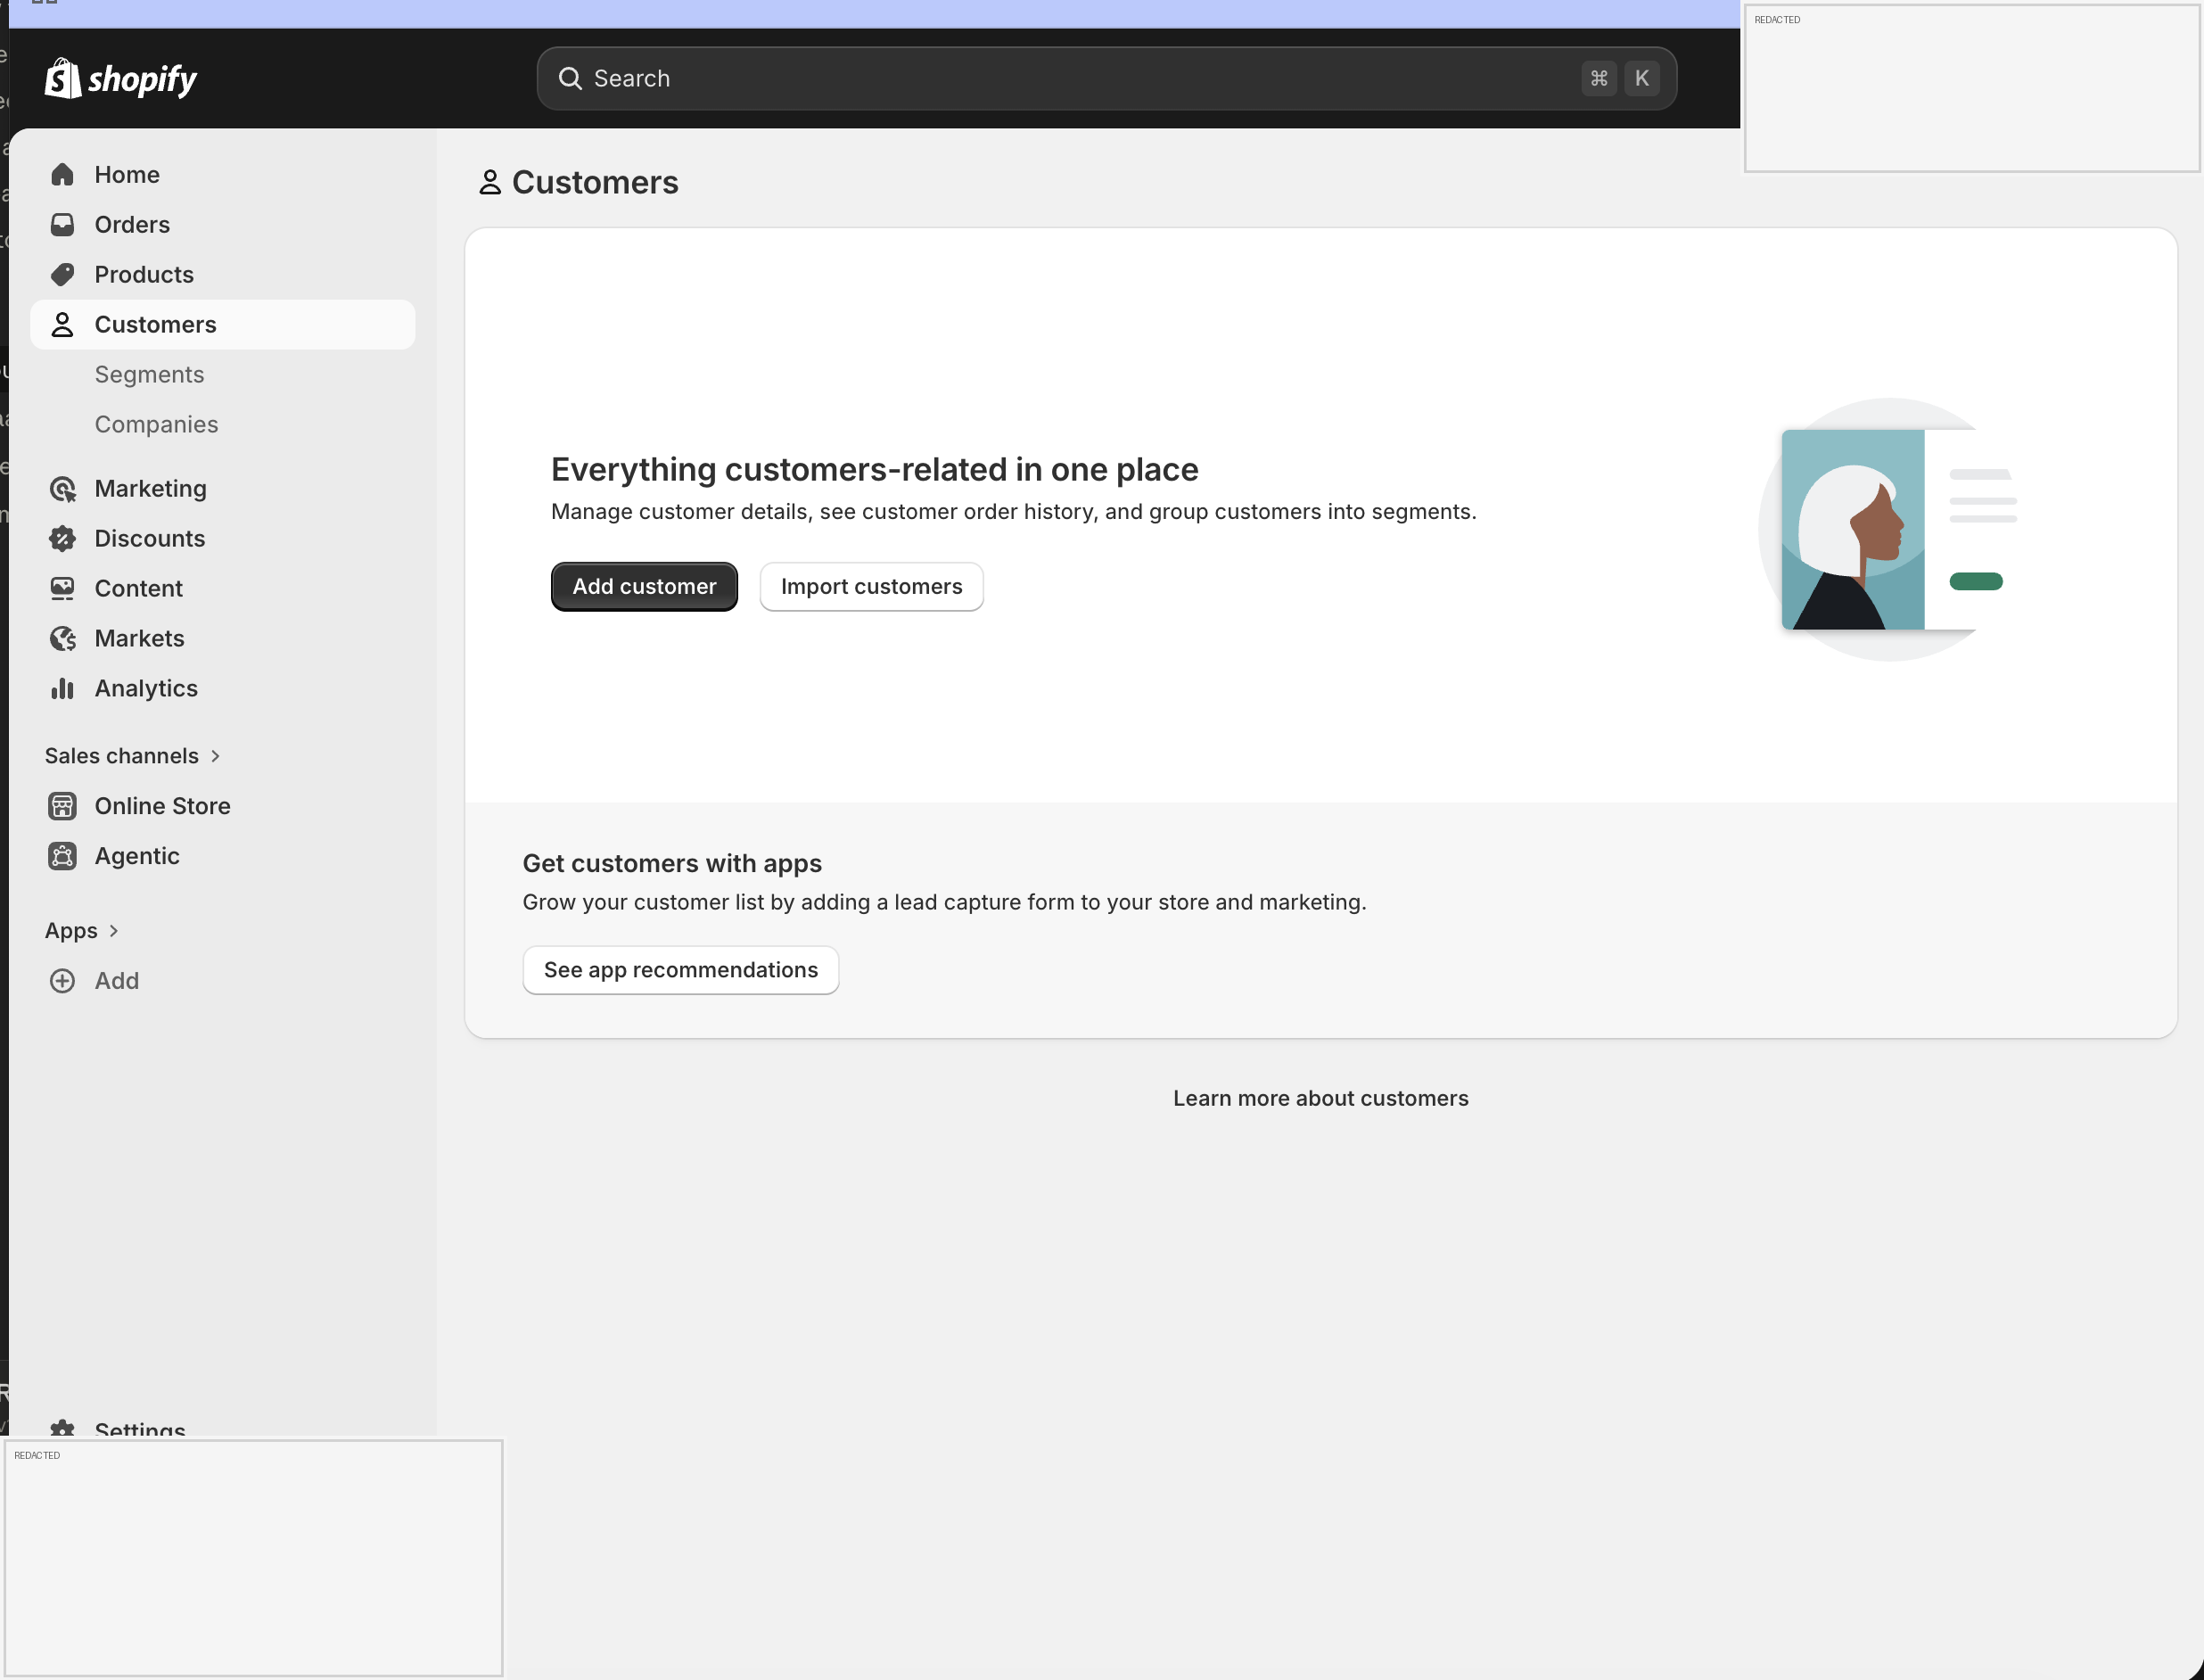 REDACTED
shopify
Search
⌘ K
Home
Orders
Products
Customers
Segments
Companies
Marketing
Discounts
Content
Markets
Analytics
Sales channels
Online Store
Agentic
Apps
Add
Settings
REDACTED
Customers
Everything customers-related in one place
Manage customer details, see customer order history, and group customers into segments.
Add customer
Import customers
Get customers with apps
Grow your customer list by adding a lead capture form to your store and marketing.
See app recommendations
Learn more about customers